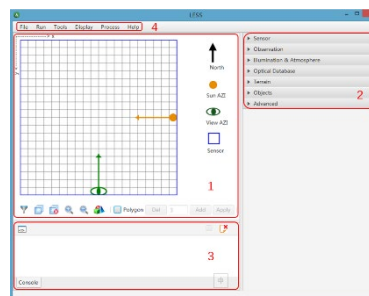 LESS
File Run Tools Display Process Help
4
North
Sun AZI
View AZI
Sensor
1
Polygon Del Add Apply
3
Console
Sensor
Observation
Illumination & Atmosphere
Optical Database
Terrain
Objects
Advanced
2